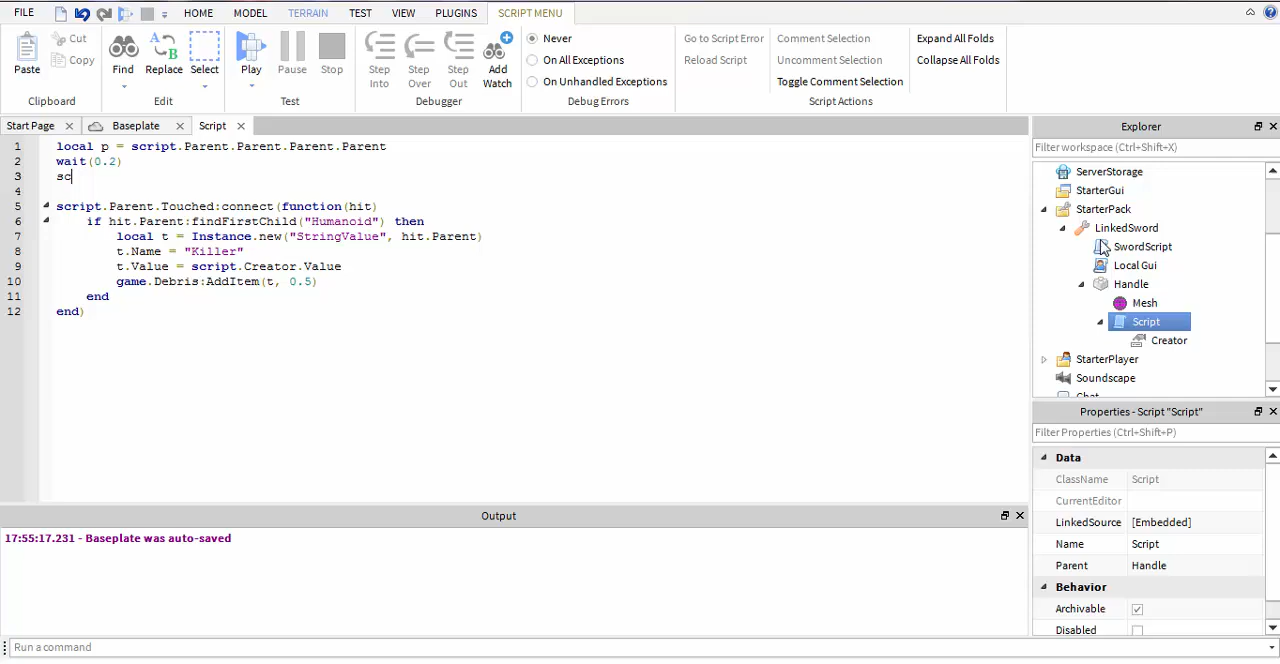 FILE HOME MODEL TERRAIN TEST VIEW PLUGINS SCRIPT MENU
Paste Cut Copy
Clipboard
Find Replace Select
Edit
Play Pause Stop
Test
Step Into Step Over Step Out Add Watch
Debugger
Never
On All Exceptions
On Unhandled Exceptions
Debug Errors
Go to Script Error Comment Selection
Reload Script Uncomment Selection
Toggle Comment Selection
Script Actions
Expand All Folds
Collapse All Folds
Start Page Baseplate Script
1 local p = script.Parent.Parent.Parent.Parent
2 wait(0.2)
3 sc
4
5 script.Parent.Touched:connect(function(hit)
6 if hit.Parent:findFirstChild("Humanoid") then
7 local t = Instance.new("StringValue", hit.Parent)
8 t.Name = "Killer"
9 t.Value = script.Creator.Value
10 game.Debris:AddItem(t, 0.5)
11 end
12 end)
Explorer
Filter workspace (Ctrl+Shift+X)
ServerStorage
StarterGui
StarterPack
LinkedSword
SwordScript
Local Gui
Handle
Mesh
Script
Creator
StarterPlayer
Soundscape
Chat
Properties - Script "Script"
Filter Properties (Ctrl+Shift+P)
Data
ClassName Script
CurrentEditor
LinkedSource [Embedded]
Name Script
Parent Handle
Behavior
Archivable
Disabled
Output
17:55:17.231 - Baseplate was auto-saved
Run a command